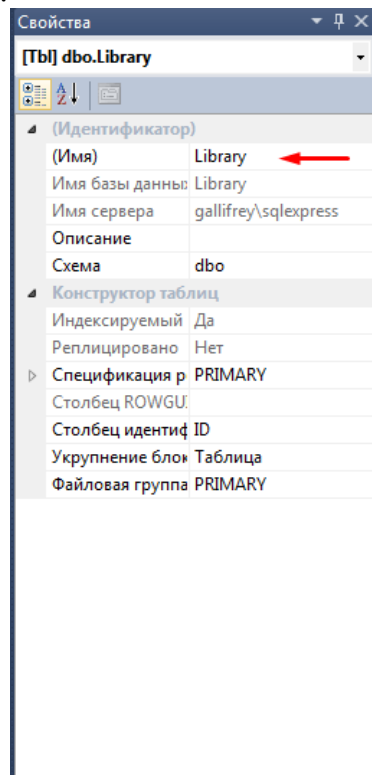 Свойства
[Tbl] dbo.Library
(Идентификатор)
(Имя) Library
Имя базы данны Library
Имя сервера gallifrey\sqlexpress
Описание
Схема dbo
Конструктор таблиц
Индексируемый Да
Реплицировано Нет
Спецификация р PRIMARY
Столбец ROWGU
Столбец идентиф ID
Укрупнение блок Таблица
Файловая группа PRIMARY